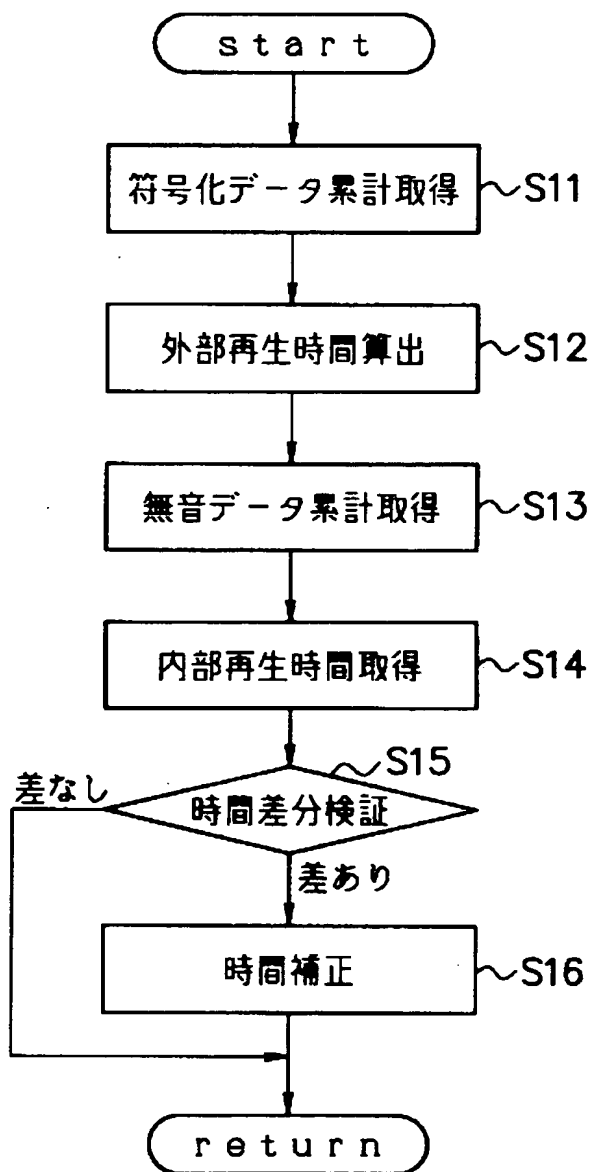 start
符号化データ累計取得 S11
外部再生時間算出 S12
無音データ累計取得 S13
内部再生時間取得 S14
S15
差なし
時間差分検証
差あり
時間補正 S16
return